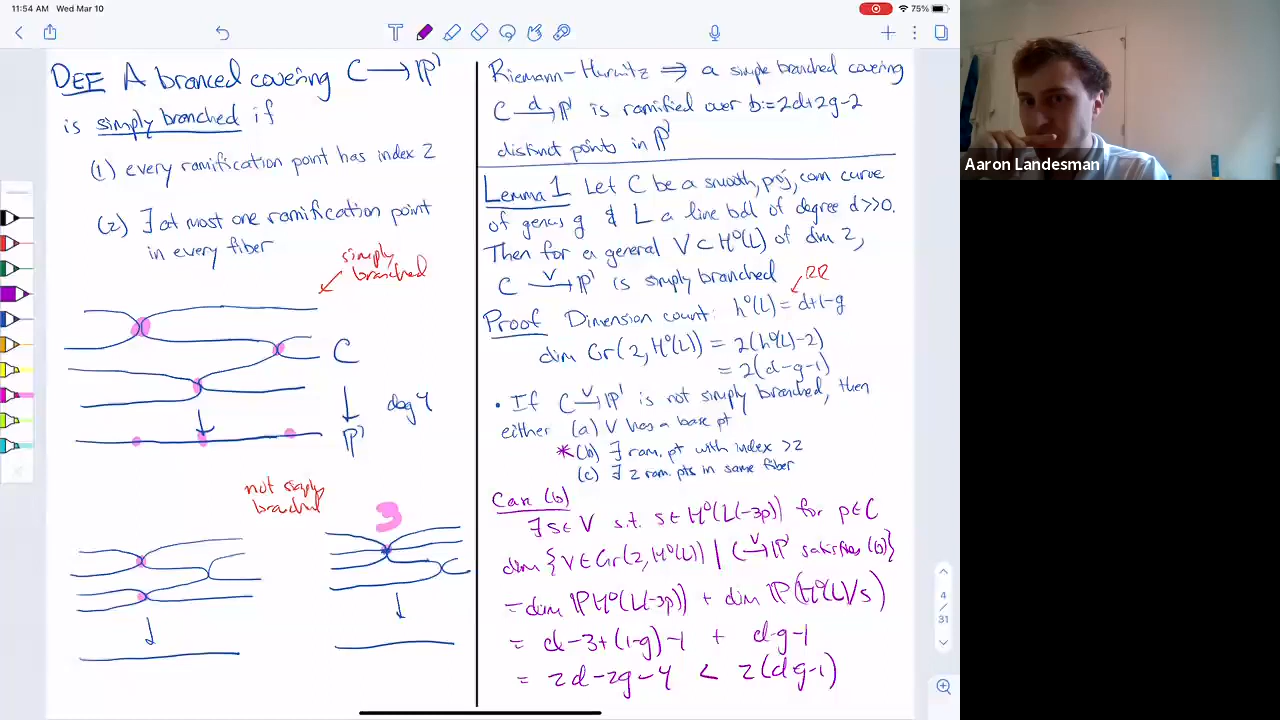 11:54 AM Wed Mar 10
75%
DEF A branced covering C → P¹
is simply branched if
(1) every ramification point has index 2
(2) ∃ at most one ramification point
in every fiber
simply
branched
C
↓ deg 4
P¹
not simply
branched
3
Riemann-Hurwitz ⟹ a simple branched covering
C →^d P¹ is ramified over b:=2d+2g-2
distinct points in P¹
Lemma 1 Let C be a smooth, proj, conn curve
of genus g & L a line bdl of degree d>>0.
Then for a general V ⊂ H⁰(L) of dim 2,
C →^V P¹ is simply branched
RR
Proof Dimension count: h⁰(L) = d+1-g
dim Gr(2, H⁰(L)) = 2(h⁰(L)-2)
= 2(d-g-1)
• If C →^V P¹ is not simply branched, then
either (a) V has a base pt
*(b) ∃ ram. pt with index >2
(c) ∃ 2 ram. pts in same fiber
Case (b)
∃ s ∈ V s.t. s ∈ H⁰(L(-3p)) for p ∈ C
dim {V ∈ Gr(2, H⁰(L)) | C →^V P¹ satisfies (b)}
= dim PH⁰(L(-3p)) + dim P(H⁰(L)/s)
= d-3+(1-g)-1 + d-g-1
= 2d-2g-4 < 2(d-g-1)
4
/
31
Aaron Landesman